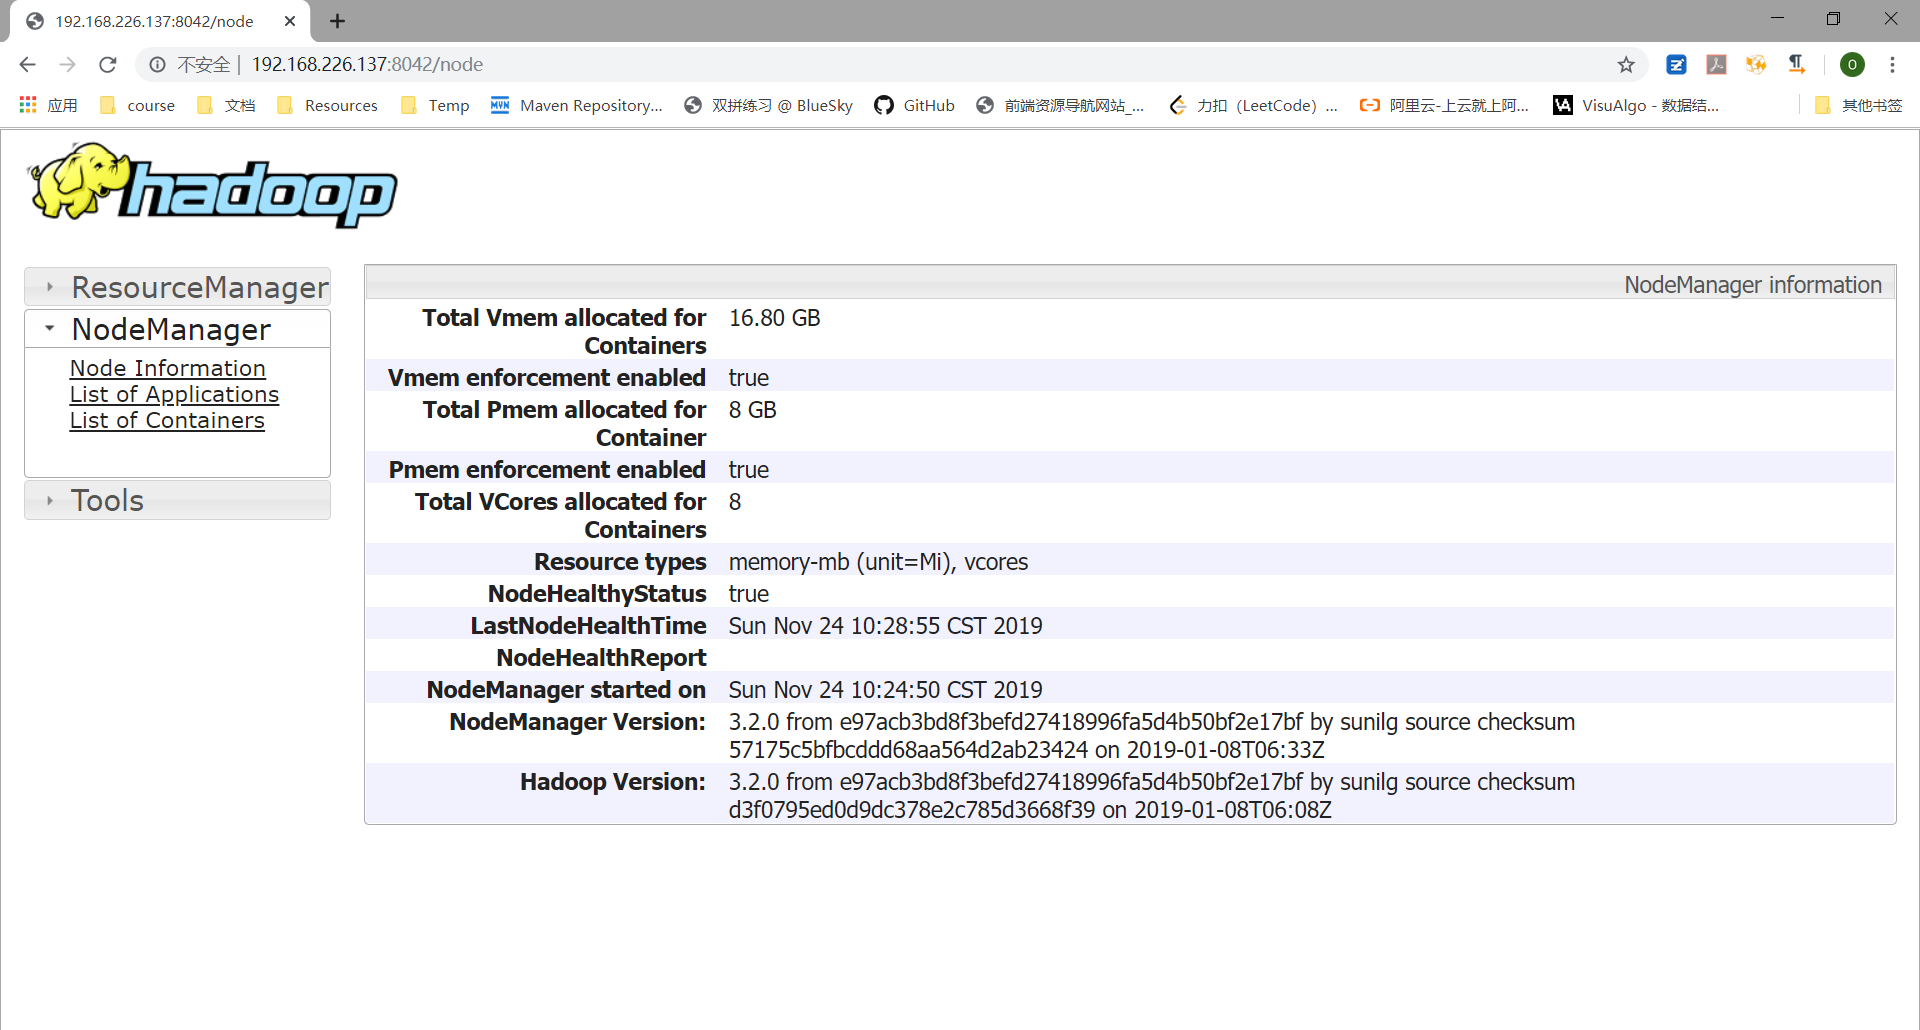 192.168.226.137:8042/node
不安全 | 192.168.226.137:8042/node
应用 course 文档 Resources Temp Maven Repository... 双拼练习 @ BlueSky GitHub 前端资源导航网站_... 力扣（LeetCode）... 阿里云-上云就上阿... VisuAlgo - 数据结... 其他书签
hadoop
ResourceManager
NodeManager
Node Information
List of Applications
List of Containers
Tools
NodeManager information
Total Vmem allocated for Containers 16.80 GB
Vmem enforcement enabled true
Total Pmem allocated for Container 8 GB
Pmem enforcement enabled true
Total VCores allocated for Containers 8
Resource types memory-mb (unit=Mi), vcores
NodeHealthyStatus true
LastNodeHealthTime Sun Nov 24 10:28:55 CST 2019
NodeHealthReport
NodeManager started on Sun Nov 24 10:24:50 CST 2019
NodeManager Version: 3.2.0 from e97acb3bd8f3befd27418996fa5d4b50bf2e17bf by sunilg source checksum
57175c5bfbcddd68aa564d2ab23424 on 2019-01-08T06:33Z
Hadoop Version: 3.2.0 from e97acb3bd8f3befd27418996fa5d4b50bf2e17bf by sunilg source checksum
d3f0795ed0d9dc378e2c785d3668f39 on 2019-01-08T06:08Z